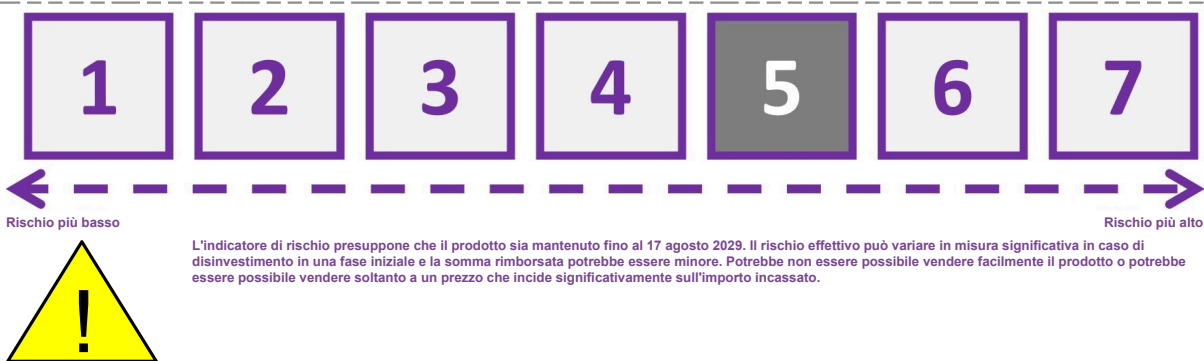 1 2 3 4 5 6 7
Rischio più basso Rischio più alto
L'indicatore di rischio presuppone che il prodotto sia mantenuto fino al 17 agosto 2029. Il rischio effettivo può variare in misura significativa in caso di
disinvestimento in una fase iniziale e la somma rimborsata potrebbe essere minore. Potrebbe non essere possibile vendere facilmente il prodotto o potrebbe
essere possibile vendere soltanto a un prezzo che incide significativamente sull'importo incassato.
!